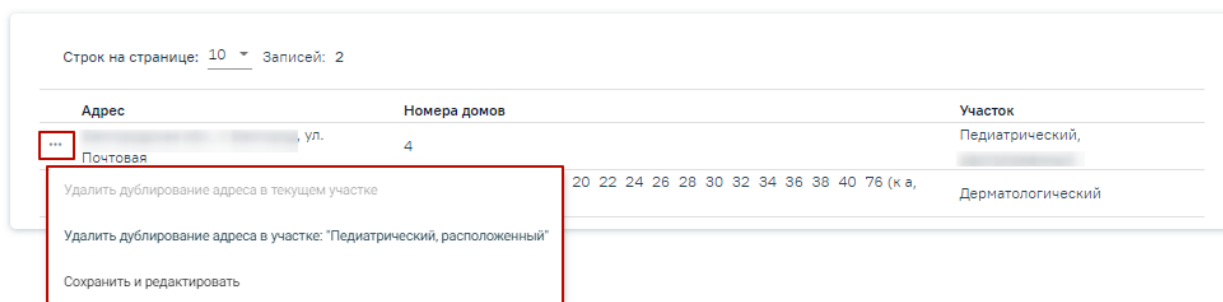 Строк на странице: 10 Записей: 2
Адрес Номера домов Участок
, ул. Педиатрический,
Почтовая 4
20 22 24 26 28 30 32 34 36 38 40 76 (к а, Дерматологический
Удалить дублирование адреса в текущем участке
Удалить дублирование адреса в участке: "Педиатрический, расположенный"
Сохранить и редактировать